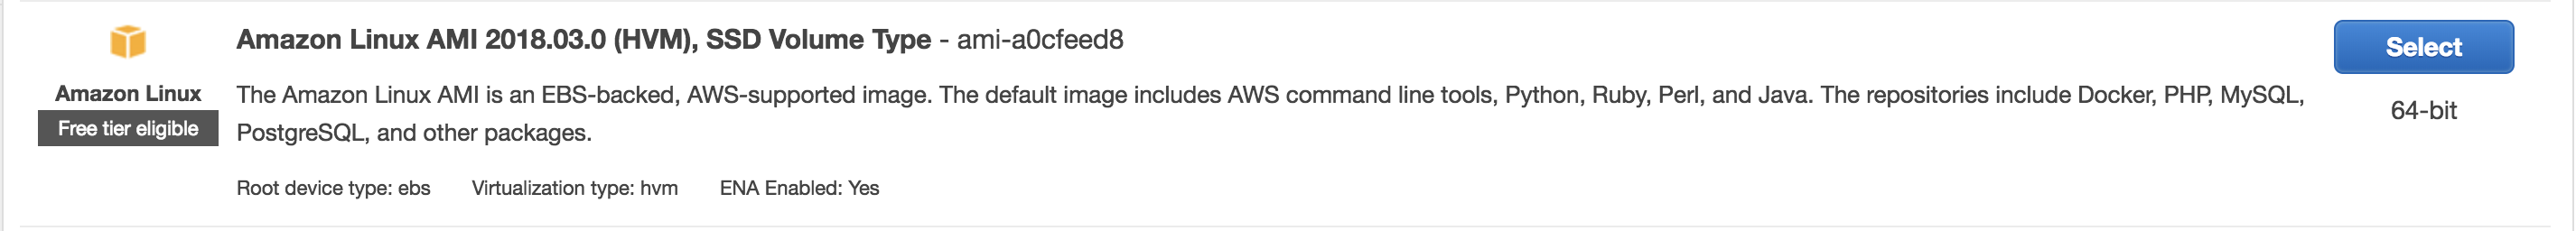 Amazon Linux AMI 2018.03.0 (HVM), SSD Volume Type - ami-a0cfeed8
Select
Amazon Linux
Free tier eligible
The Amazon Linux AMI is an EBS-backed, AWS-supported image. The default image includes AWS command line tools, Python, Ruby, Perl, and Java. The repositories include Docker, PHP, MySQL,
PostgreSQL, and other packages.
64-bit
Root device type: ebs Virtualization type: hvm ENA Enabled: Yes